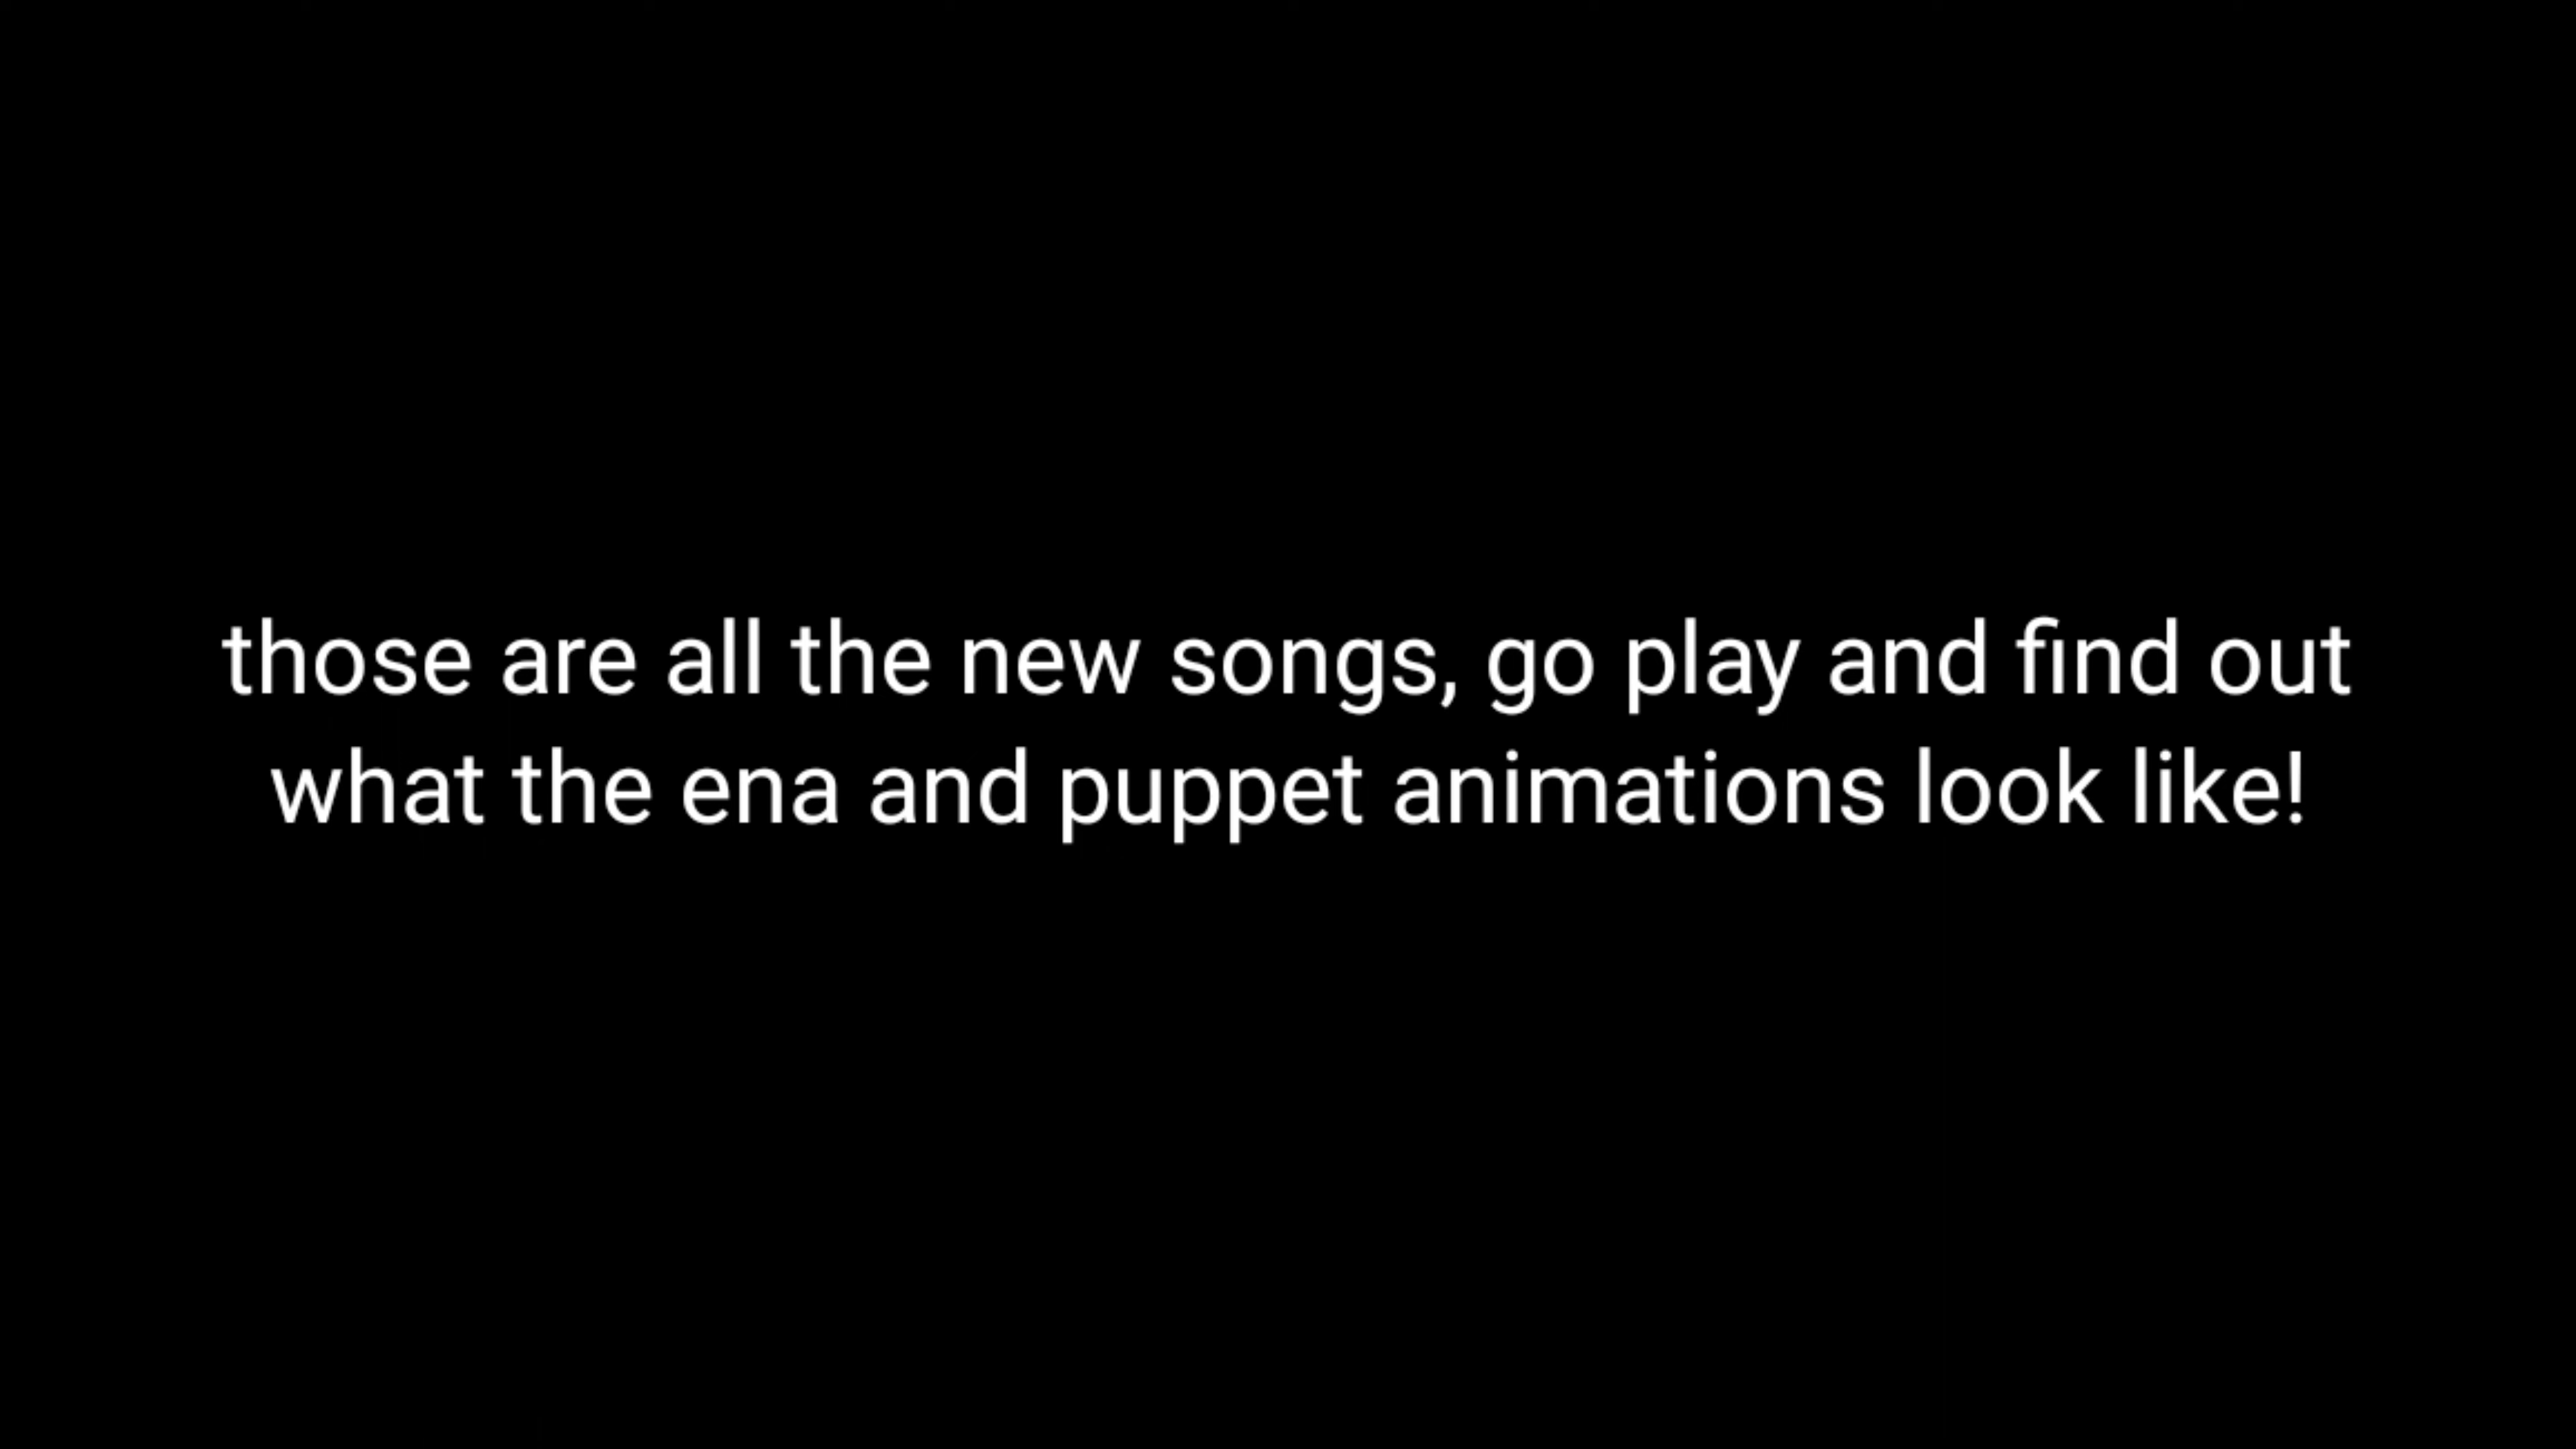 those are all the new songs, go play and find out
what the ena and puppet animations look like!